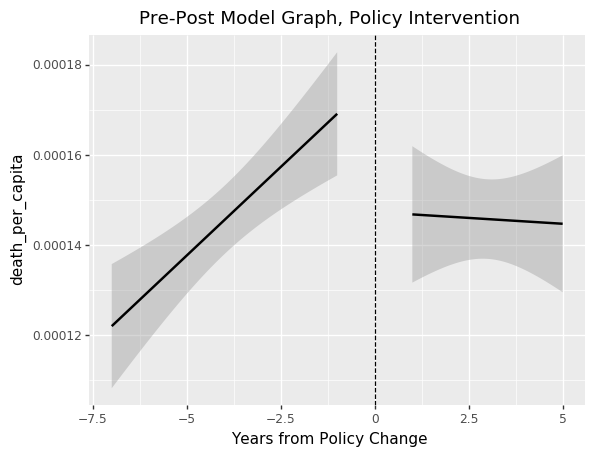 Pre-Post Model Graph, Policy Intervention
0.00018
0.00016
0.00014
0.00012
death_per_capita
−7.5 −5 −2.5 0 2.5 5
Years from Policy Change